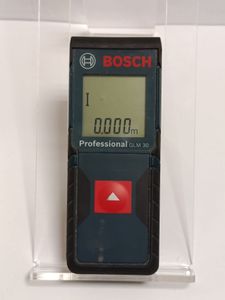 BOSCH
0.000m
Professional GLM 30